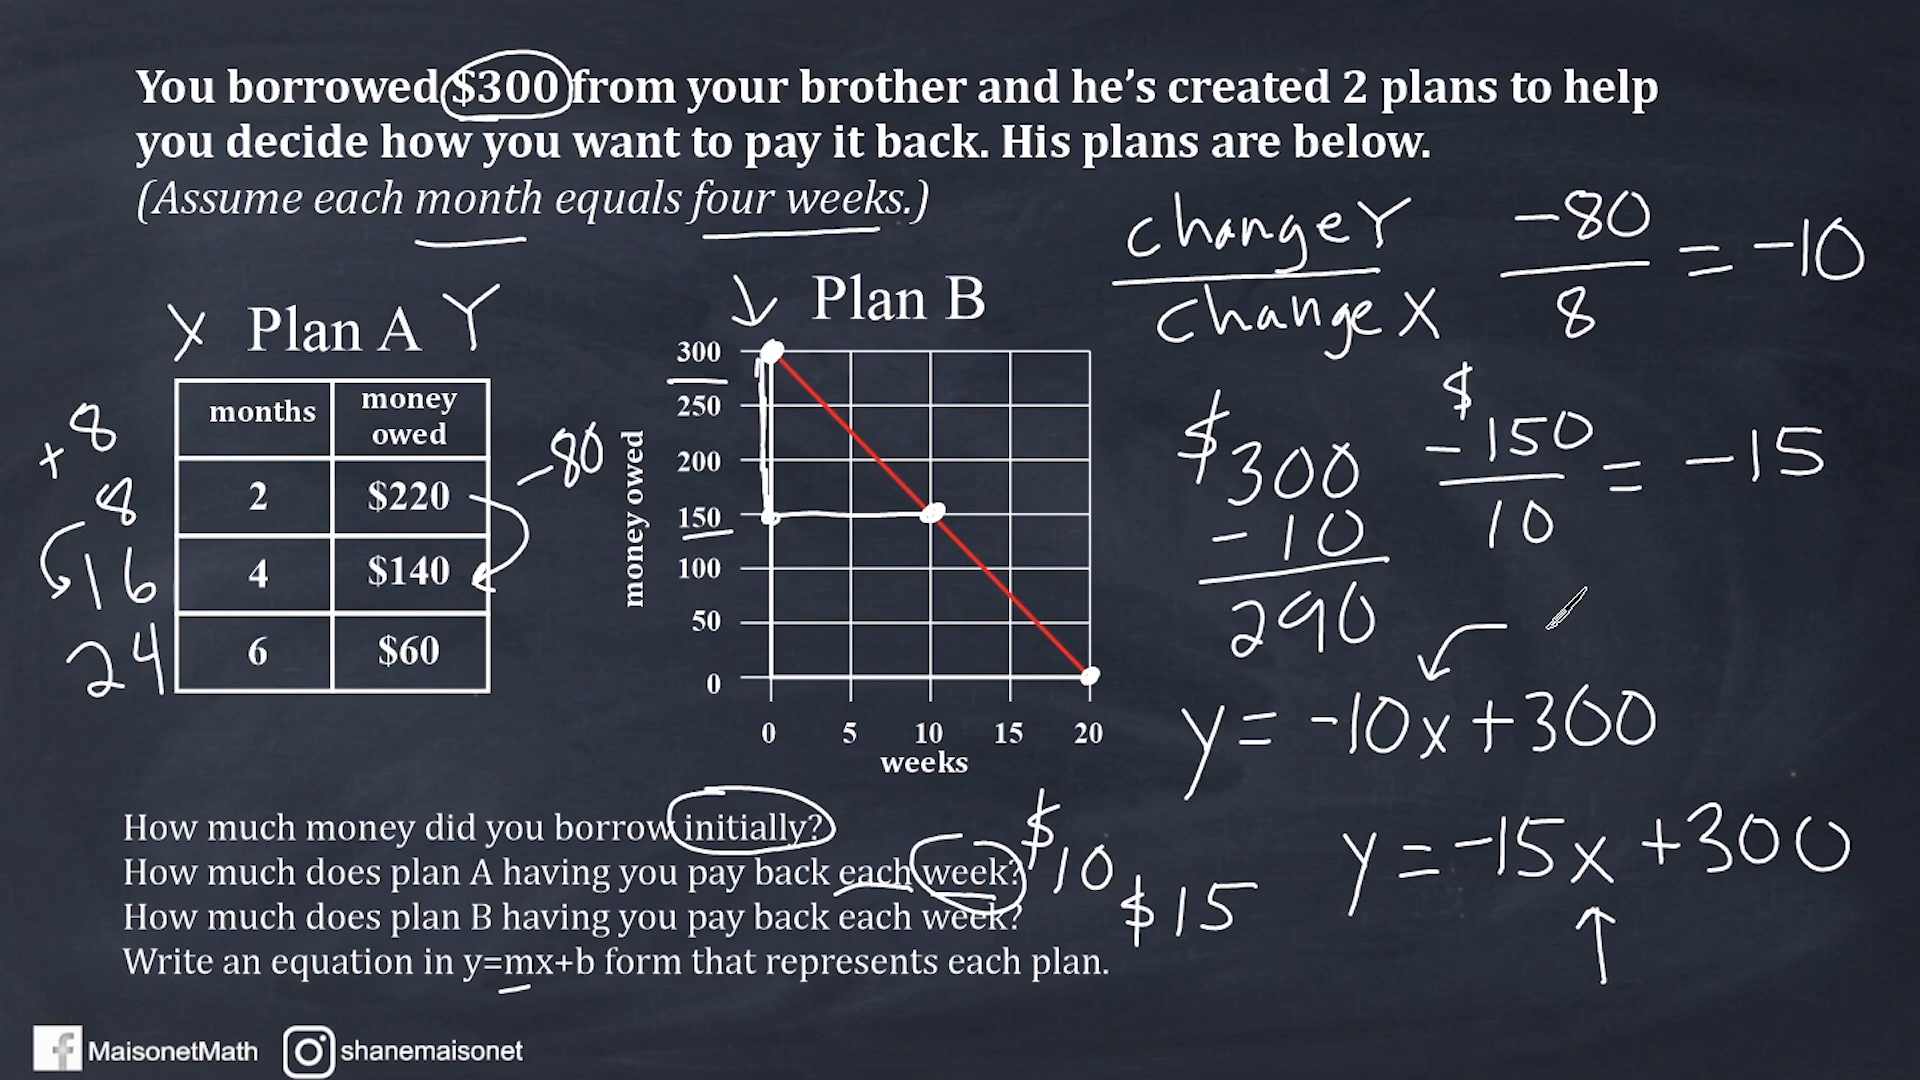 You borrowed $300 from your brother and he’s created 2 plans to help
you decide how you want to pay it back. His plans are below.
(Assume each month equals four weeks.)
X Plan A Y
months money owed
2 $220
4 $140
6 $60
+8
8
16
24
-80
Plan B
money owed
300
250
200
150
100
50
0
0 5 10 15 20
weeks
change Y
change X
-80
8
= -10
$300
-10
290
$
-150
10
= -15
y = -10x + 300
y = -15x + 300
How much money did you borrow initially?
How much does plan A having you pay back each week? $10
How much does plan B having you pay back each week? $15
Write an equation in y=mx+b form that represents each plan.
MaisonetMath shanemaisonet